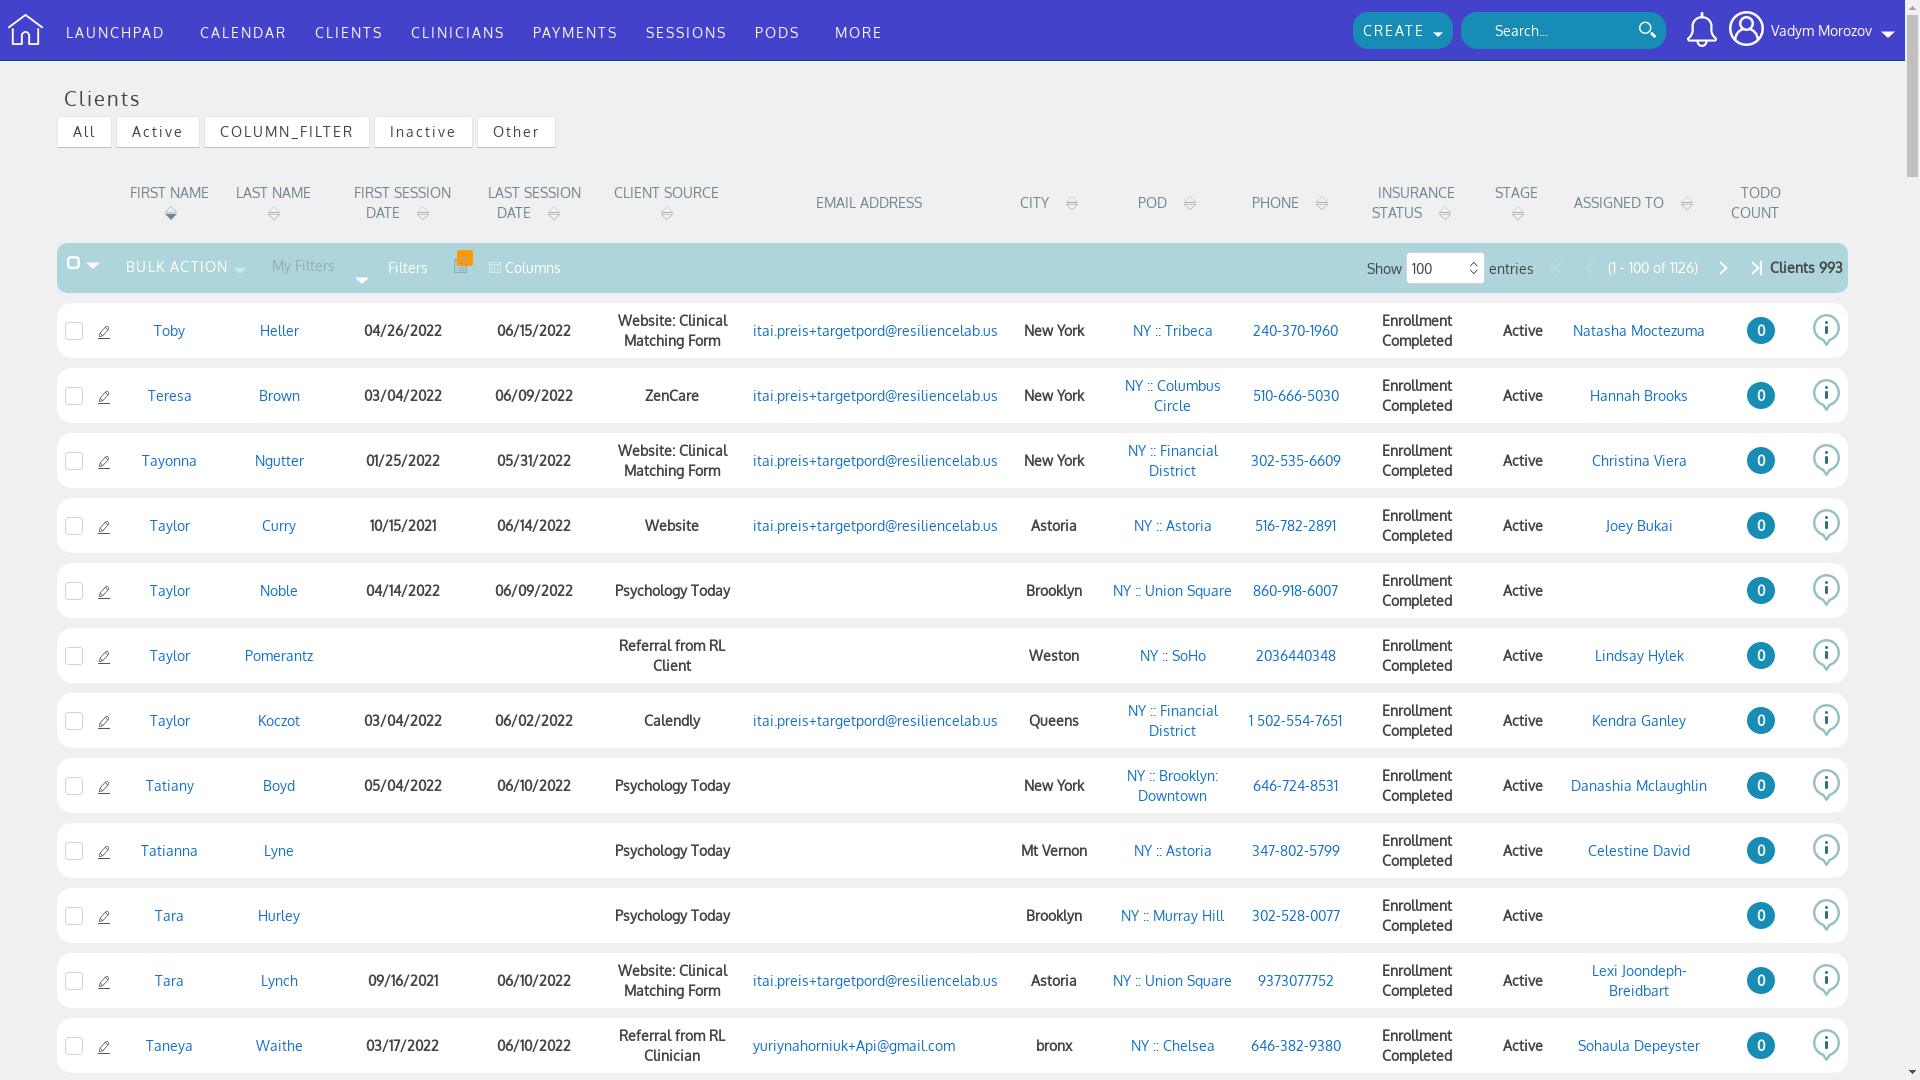 LAUNCHPAD CALENDAR CLIENTS CLINICIANS PAYMENTS SESSIONS PODS MORE CREATE Search... Vadym Morozov
Clients
All Active COLUMN_FILTER Inactive Other
FIRST NAME LAST NAME FIRST SESSION DATE LAST SESSION DATE CLIENT SOURCE EMAIL ADDRESS CITY POD PHONE INSURANCE STATUS STAGE ASSIGNED TO TODO COUNT
BULK ACTION My Filters Filters Columns Show 100 entries (1 - 100 of 1126) Clients 993
Toby Heller 04/26/2022 06/15/2022 Website: Clinical Matching Form itai.preis+targetpord@resiliencelab.us New York NY :: Tribeca 240-370-1960 Enrollment Completed Active Natasha Moctezuma 0
Teresa Brown 03/04/2022 06/09/2022 ZenCare itai.preis+targetpord@resiliencelab.us New York NY :: Columbus Circle 510-666-5030 Enrollment Completed Active Hannah Brooks 0
Tayonna Ngutter 01/25/2022 05/31/2022 Website: Clinical Matching Form itai.preis+targetpord@resiliencelab.us New York NY :: Financial District 302-535-6609 Enrollment Completed Active Christina Viera 0
Taylor Curry 10/15/2021 06/14/2022 Website itai.preis+targetpord@resiliencelab.us Astoria NY :: Astoria 516-782-2891 Enrollment Completed Active Joey Bukai 0
Taylor Noble 04/14/2022 06/09/2022 Psychology Today Brooklyn NY :: Union Square 860-918-6007 Enrollment Completed Active 0
Taylor Pomerantz Referral from RL Client Weston NY :: SoHo 2036440348 Enrollment Completed Active Lindsay Hylek 0
Taylor Koczot 03/04/2022 06/02/2022 Calendly itai.preis+targetpord@resiliencelab.us Queens NY :: Financial District 1 502-554-7651 Enrollment Completed Active Kendra Ganley 0
Tatiany Boyd 05/04/2022 06/10/2022 Psychology Today New York NY :: Brooklyn: Downtown 646-724-8531 Enrollment Completed Active Danashia Mclaughlin 0
Tatianna Lyne Psychology Today Mt Vernon NY :: Astoria 347-802-5799 Enrollment Completed Active Celestine David 0
Tara Hurley Psychology Today Brooklyn NY :: Murray Hill 302-528-0077 Enrollment Completed Active 0
Tara Lynch 09/16/2021 06/10/2022 Website: Clinical Matching Form itai.preis+targetpord@resiliencelab.us Astoria NY :: Union Square 9373077752 Enrollment Completed Active Lexi Joondeph-Breidbart 0
Taneya Waithe 03/17/2022 06/10/2022 Referral from RL Clinician yuriynahorniuk+Api@gmail.com bronx NY :: Chelsea 646-382-9380 Enrollment Completed Active Sohaula Depeyster 0